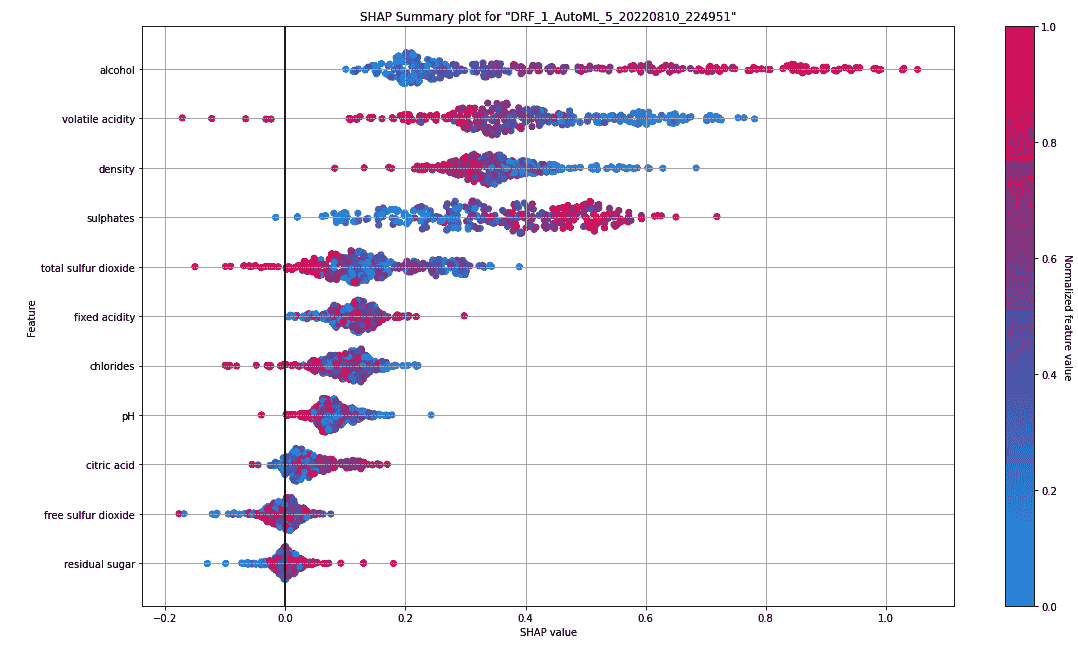 SHAP Summary plot for "DRF_1_AutoML_5_20220810_224951"
1.0
alcohol
volatile acidity
0.8
density
sulphates
0.6
total sulfur dioxide
Feature
fixed acidity
Normalized feature value
chlorides
0.4
pH
citric acid
0.2
free sulfur dioxide
residual sugar
0.0
−0.2 0.0 0.2 0.4 0.6 0.8 1.0
SHAP value